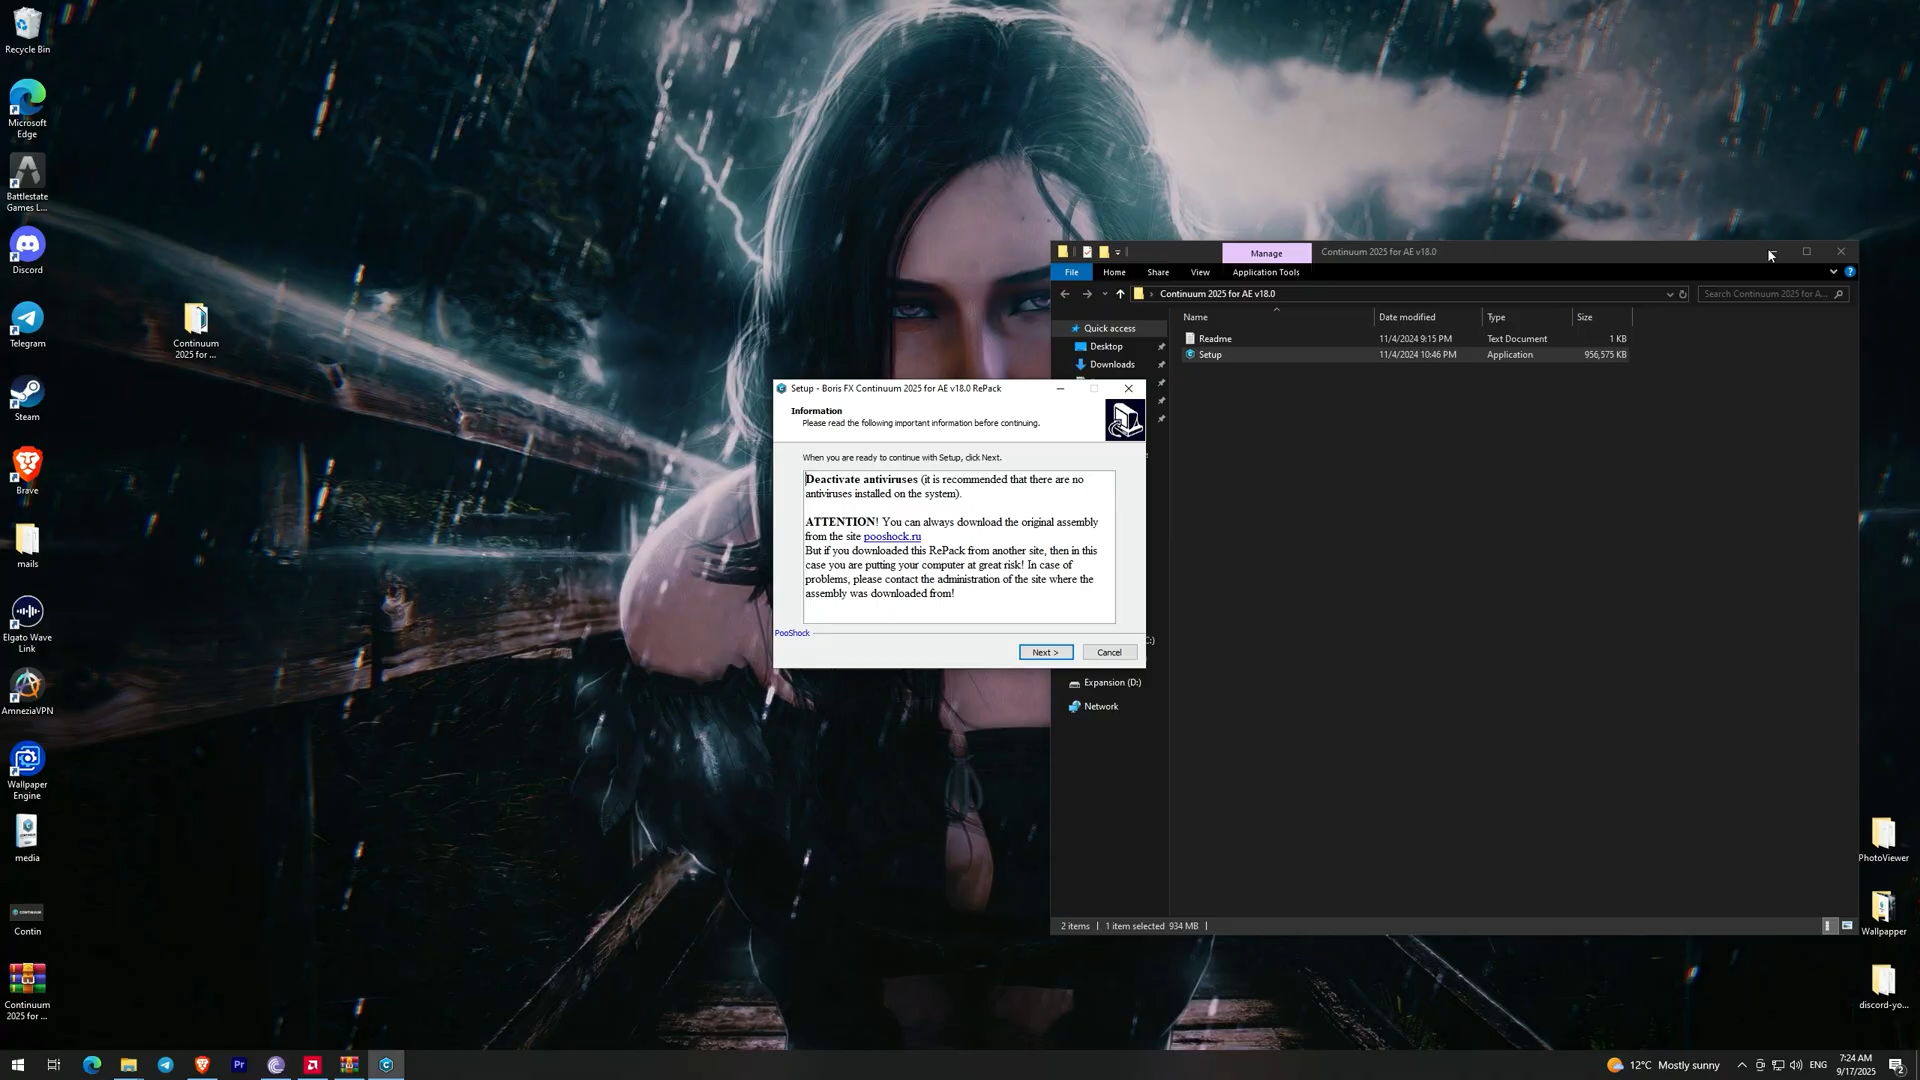 Recycle Bin
Microsoft
Edge
Battlestate
Games L...
Discord
Telegram
Steam
Brave
mails
Elgato Wave
Link
AmneziaVPN
Wallpaper
Engine
media
Contin
Continuum
2025 for ...
Continuum
2025 for ...
Manage
Continuum 2025 for AE v18.0
File
Home
Share
View
Application Tools
Continuum 2025 for AE v18.0
Search Continuum 2025 for A...
Name
Date modified
Type
Size
Quick access
Desktop
Downloads
Readme
11/4/2024 9:15 PM
Text Document
1 KB
Setup
11/4/2024 10:46 PM
Application
956,575 KB
Setup - Boris FX Continuum 2025 for AE v18.0 RePack
Information
Please read the following important information before continuing.
When you are ready to continue with Setup, click Next.
Deactivate antiviruses (it is recommended that there are no
antiviruses installed on the system).
ATTENTION! You can always download the original assembly
from the site pooshock.ru
But if you downloaded this RePack from another site, then in this
case you are putting your computer at great risk! In case of
problems, please contact the administration of the site where the
assembly was downloaded from!
PooShock
Next >
Cancel
:)
Expansion (D:)
Network
2 items
1 item selected 934 MB
PhotoViewer
Wallpapper
discord-yo...
Pr
12°C Mostly sunny
ENG
7:24 AM
9/17/2025
2